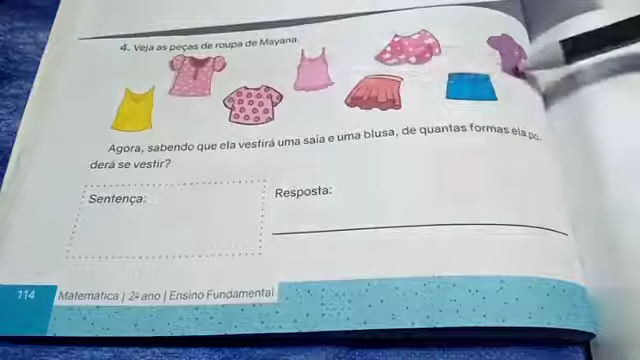 4. Veja as peças de roupa de Mayana.
Agora, sabendo que ela vestirá uma saia e uma blusa, de quantas formas ela po-
derá se vestir?
Sentença:
Resposta:
114
Matemática | 2º ano | Ensino Fundamental